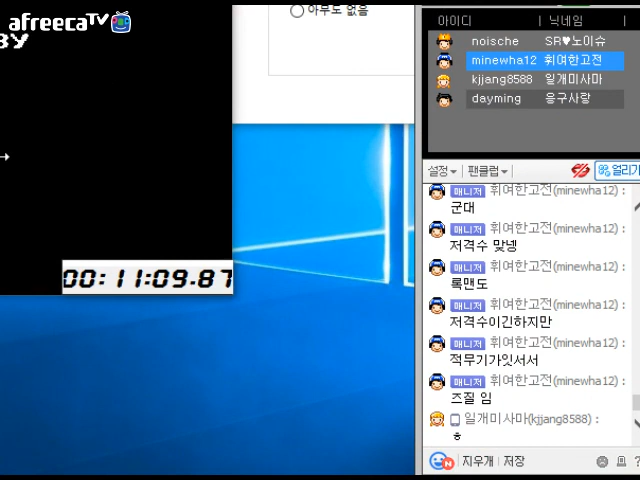 afreecaTV
BY
아무도 없음
00:11:09.87
아이디 | 닉네임
noische SR♥노이슈
minewha12 휘여한고전
kjjang8588 일개미사마
dayming 응구사랑
설정 | 팬클럽
얼리기
매니저 휘여한고전(minewha12) :
군대
매니저 휘여한고전(minewha12) :
저격수 맞넹
매니저 휘여한고전(minewha12) :
록맨도
매니저 휘여한고전(minewha12) :
저격수이긴하지만
매니저 휘여한고전(minewha12) :
적무기가잇서서
매니저 휘여한고전(minewha12) :
즈질 임
일개미사마(kjjang8588) :
ㅎ
N 지우개 | 저장
?